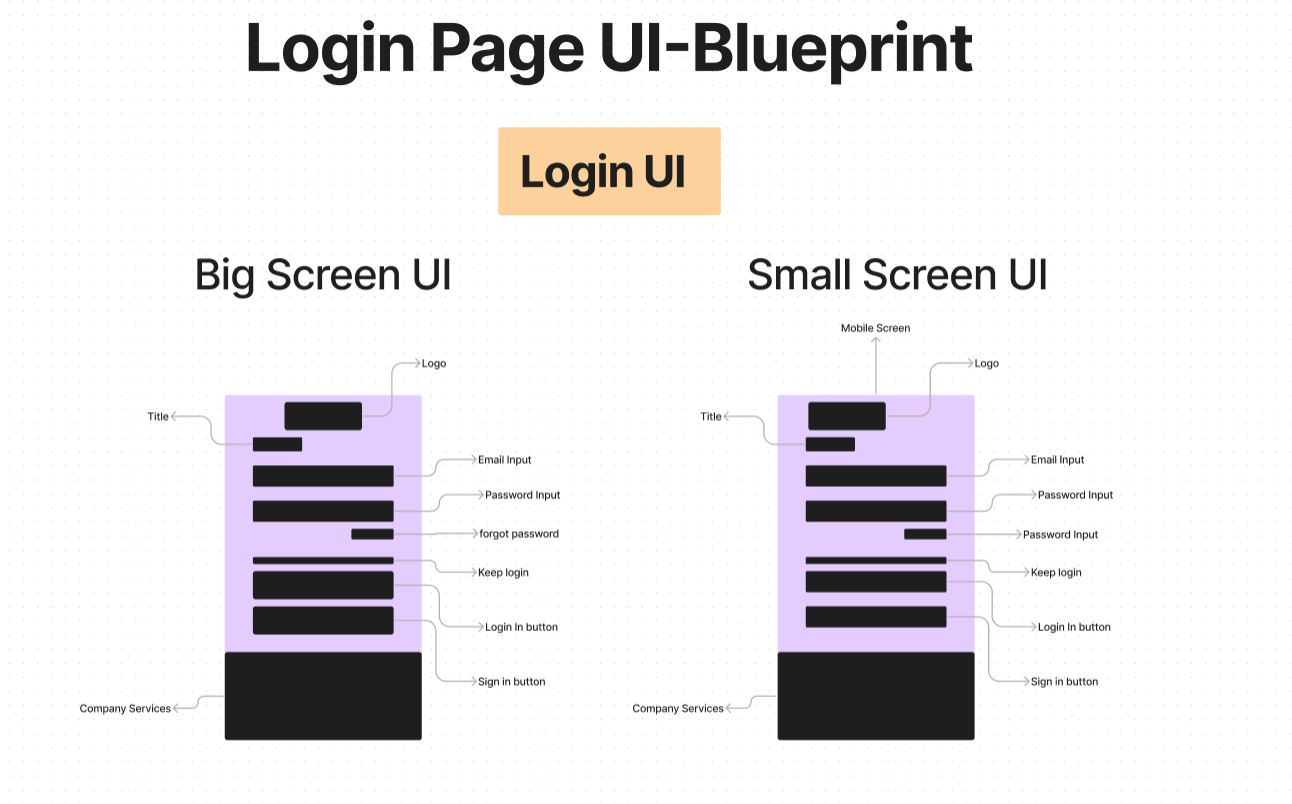 Login Page UI-Blueprint
Login UI
Big Screen UI
Logo
Title
Email Input
Password Input
forgot password
Keep login
Login In button
Sign in button
Company Services
Small Screen UI
Mobile Screen
Logo
Title
Email Input
Password Input
Password Input
Keep login
Login In button
Sign in button
Company Services